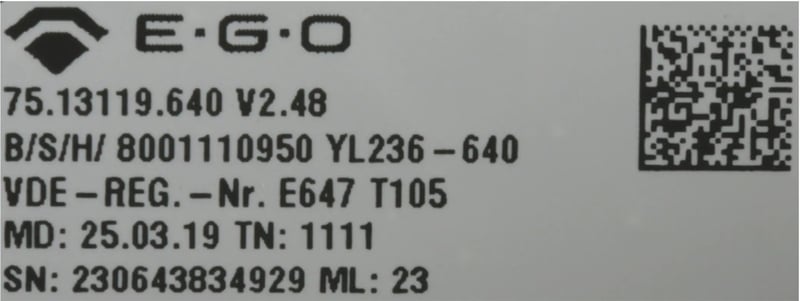 E·G·O
75.13119.640 V2.48
B/S/H/ 8001110950 YL236-640
VDE-REG.-Nr. E647 T105
MD: 25.03.19 TN: 1111
SN: 230643834929 ML: 23